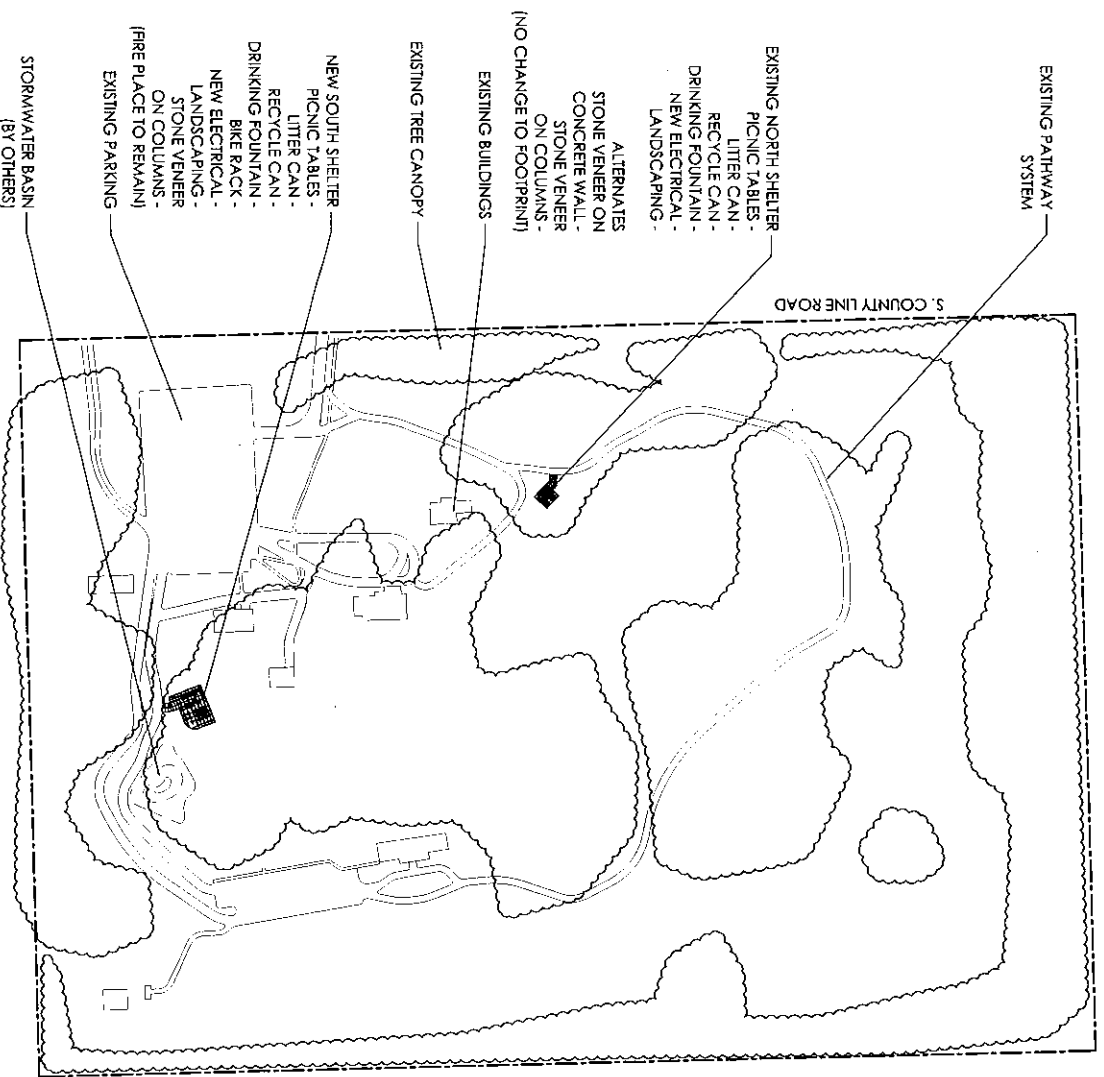 EXISTING PATHWAY
SYSTEM
EXISTING NORTH SHELTER
PICNIC TABLES -
LITTER CAN -
RECYCLE CAN -
DRINKING FOUNTAIN -
NEW ELECTRICAL -
LANDSCAPING -
ALTERNATES
STONE VENEER ON
CONCRETE WALL -
STONE VENEER
ON COLUMNS -
(NO CHANGE TO FOOTPRINT)
EXISTING BUILDINGS
EXISTING TREE CANOPY
NEW SOUTH SHELTER
PICNIC TABLES -
LITTER CAN -
RECYCLE CAN -
DRINKING FOUNTAIN -
BIKE RACK -
NEW ELECTRICAL -
LANDSCAPING -
STONE VENEER
ON COLUMNS -
(FIRE PLACE TO REMAIN)
EXISTING PARKING
STORMWATER BASIN
(BY OTHERS)
S. COUNTY LINE ROAD